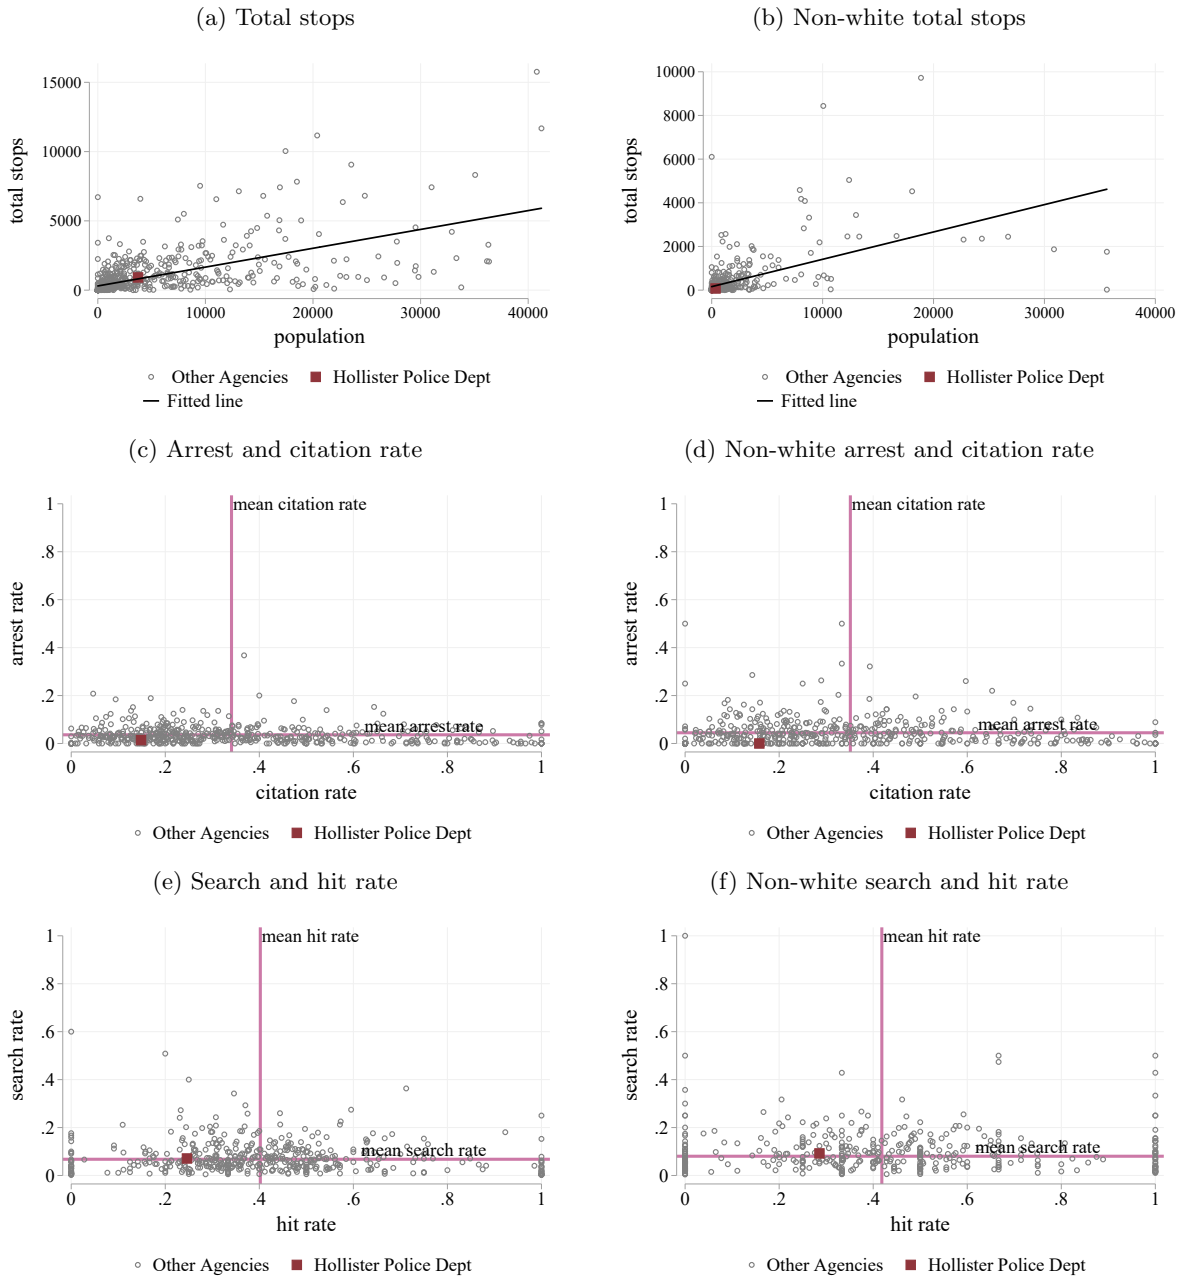 (a) Total stops
(b) Non-white total stops
15000
10000
5000
0
total stops
0 10000 20000 30000 40000
population
Other Agencies Hollister Police Dept
Fitted line
10000
8000
6000
4000
2000
0
total stops
0 10000 20000 30000 40000
population
Other Agencies Hollister Police Dept
Fitted line
(c) Arrest and citation rate
(d) Non-white arrest and citation rate
1
.8
.6
.4
.2
0
arrest rate
mean citation rate
mean arrest rate
0 .2 .4 .6 .8 1
citation rate
Other Agencies Hollister Police Dept
1
.8
.6
.4
.2
0
arrest rate
mean citation rate
mean arrest rate
0 .2 .4 .6 .8 1
citation rate
Other Agencies Hollister Police Dept
(e) Search and hit rate
(f) Non-white search and hit rate
1
.8
.6
.4
.2
0
search rate
mean hit rate
mean search rate
0 .2 .4 .6 .8 1
hit rate
Other Agencies Hollister Police Dept
1
.8
.6
.4
.2
0
search rate
mean hit rate
mean search rate
0 .2 .4 .6 .8 1
hit rate
Other Agencies Hollister Police Dept